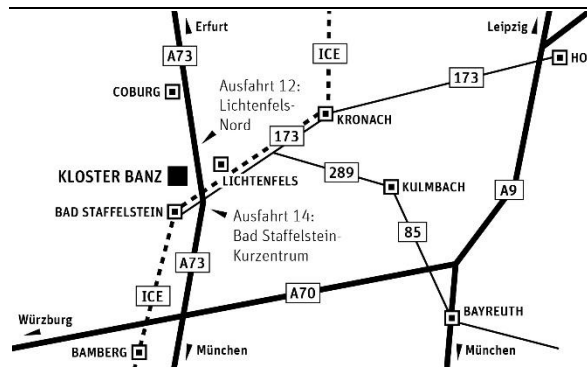 Erfurt
Leipzig
A73
ICE
HO
COBURG
Ausfahrt 12:
Lichtenfels-
Nord
173
KRONACH
173
KLOSTER BANZ
LICHTENFELS
289
KULMBACH
A9
BAD STAFFELSTEIN
Ausfahrt 14:
Bad Staffelstein-
Kurzentrum
85
A73
ICE
A70
Würzburg
BAYREUTH
BAMBERG
München
München